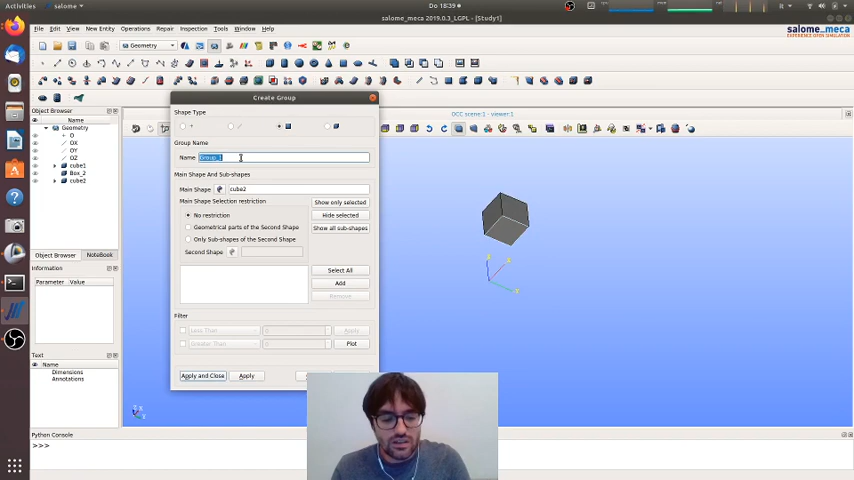 Activities
salome
Do 18:39
salome_meca 2019.0.3_LGPL - [Study1]
File Edit View New Entity Operations Repair Inspection Tools Window Help
salome_meca
Geometry
Create Group
Object Browser
Name
Geometry
O
OX
OY
OZ
cube1
Box_2
cube2
Shape Type
Group Name
Name Group_1
Main Shape And Sub-shapes
Main Shape cube2
Main Shape Selection restriction
No restriction
Geometrical parts of the Second Shape
Only Sub-shapes of the Second Shape
Second Shape
Show only selected
Hide selected
Show all sub-shapes
Select All
Add
Remove
Filter
Less Than 0 Apply
Greater Than 0 Plot
Apply and Close Apply
OCC scene:1 - viewer:1
Object Browser NoteBook
Information
Parameter Value
Text
Name
Dimensions
Annotations
Python Console
>>>